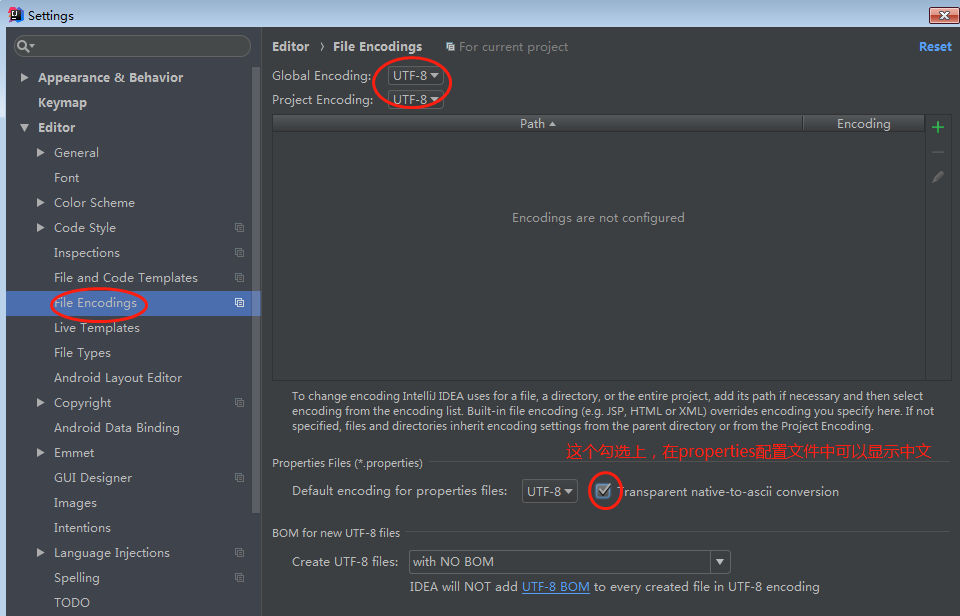 Settings
Editor › File Encodings For current project Reset
Appearance & Behavior
Keymap
Editor
General
Font
Color Scheme
Code Style
Inspections
File and Code Templates
File Encodings
Live Templates
File Types
Android Layout Editor
Copyright
Android Data Binding
Emmet
GUI Designer
Images
Intentions
Language Injections
Spelling
TODO
Global Encoding: UTF-8
Project Encoding: UTF-8
Path Encoding
Encodings are not configured
To change encoding IntelliJ IDEA uses for a file, a directory, or the entire project, add its path if necessary and then select
encoding from the encoding list. Built-in file encoding (e.g. JSP, HTML or XML) overrides encoding you specify here. If not
specified, files and directories inherit encoding settings from the parent directory or from the Project Encoding.
这个勾选上，在properties配置文件中可以显示中文
Properties Files (*.properties)
Default encoding for properties files: UTF-8 Transparent native-to-ascii conversion
BOM for new UTF-8 files
Create UTF-8 files: with NO BOM
IDEA will NOT add UTF-8 BOM to every created file in UTF-8 encoding